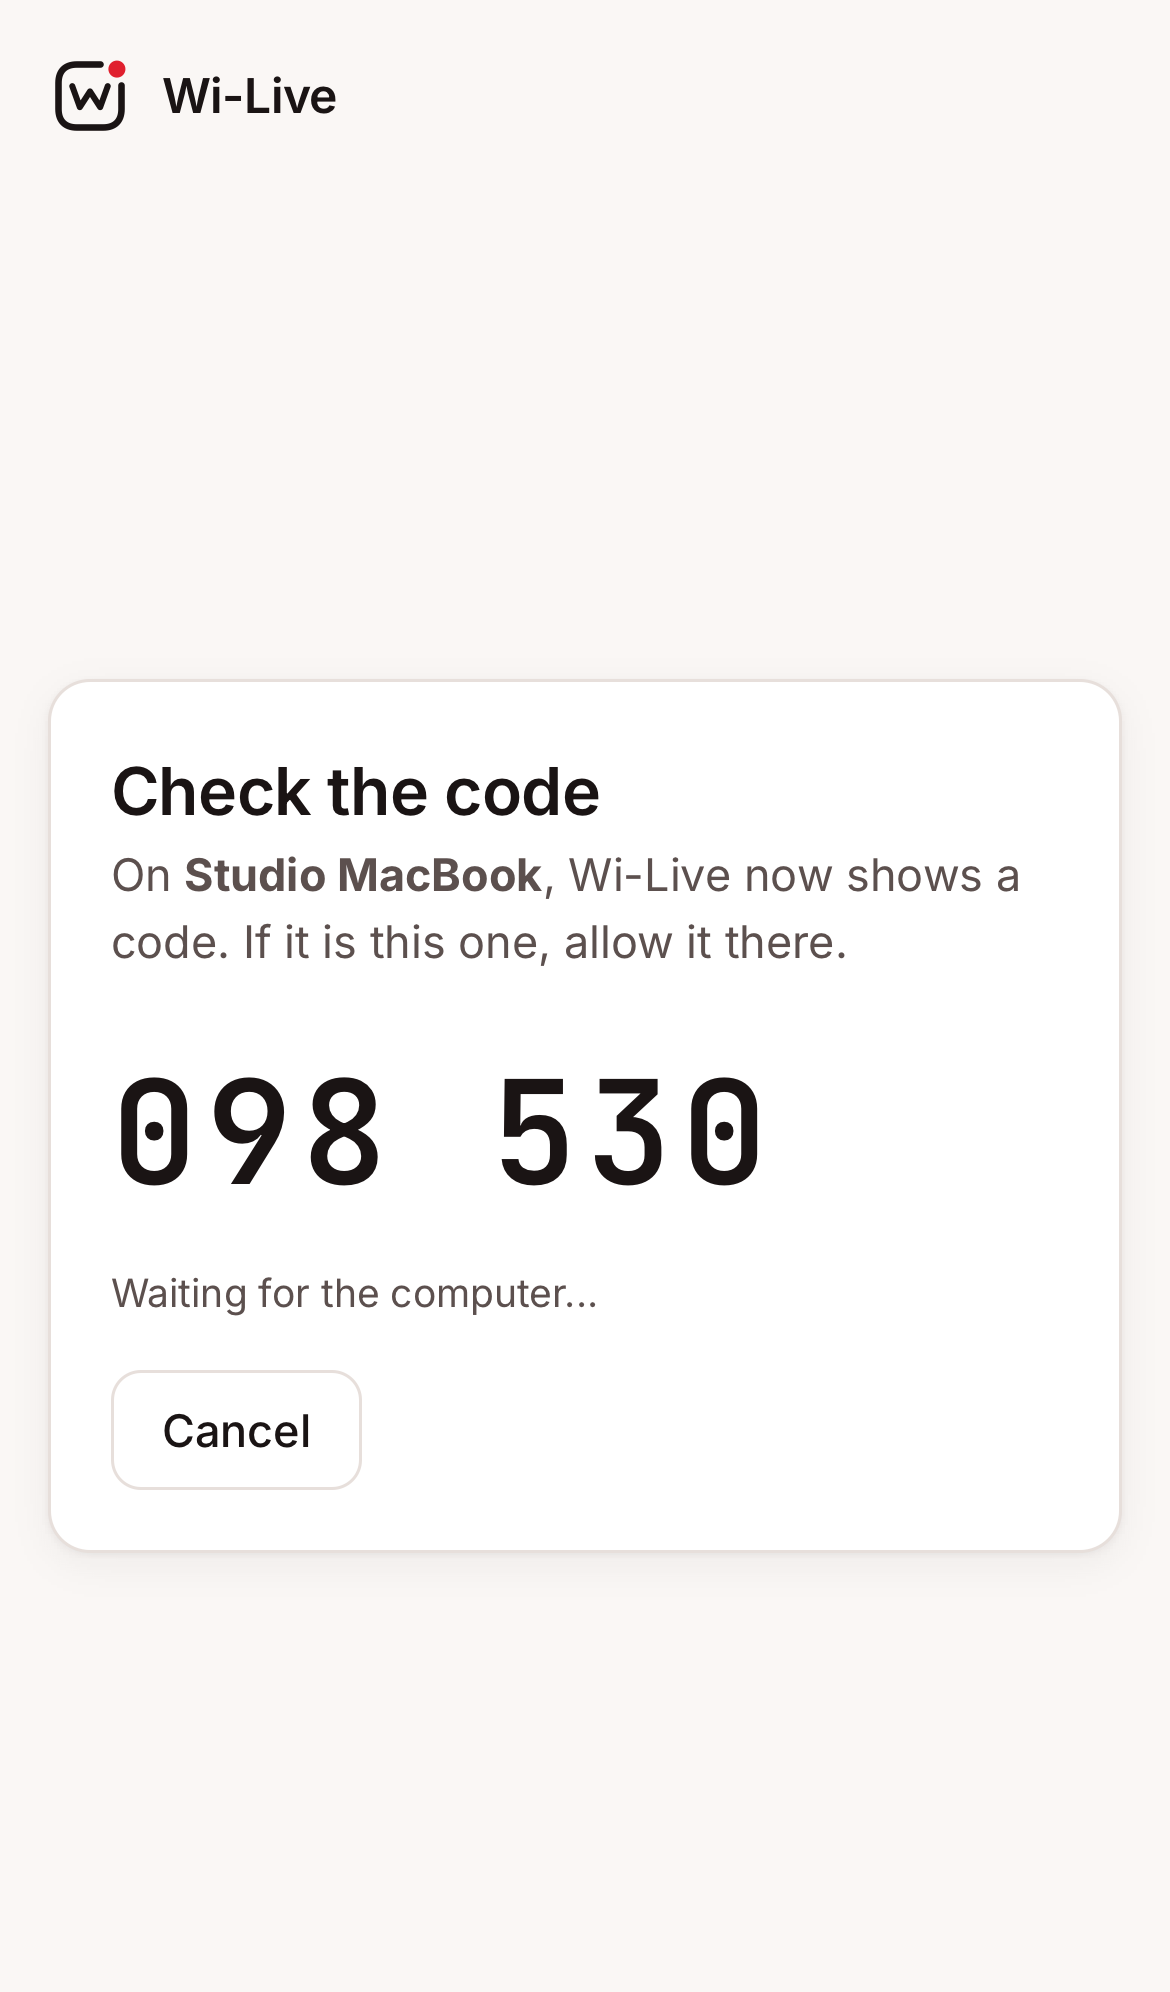 Wi-Live
Check the code
On Studio MacBook, Wi-Live now shows a
code. If it is this one, allow it there.
098 530
Waiting for the computer...
Cancel